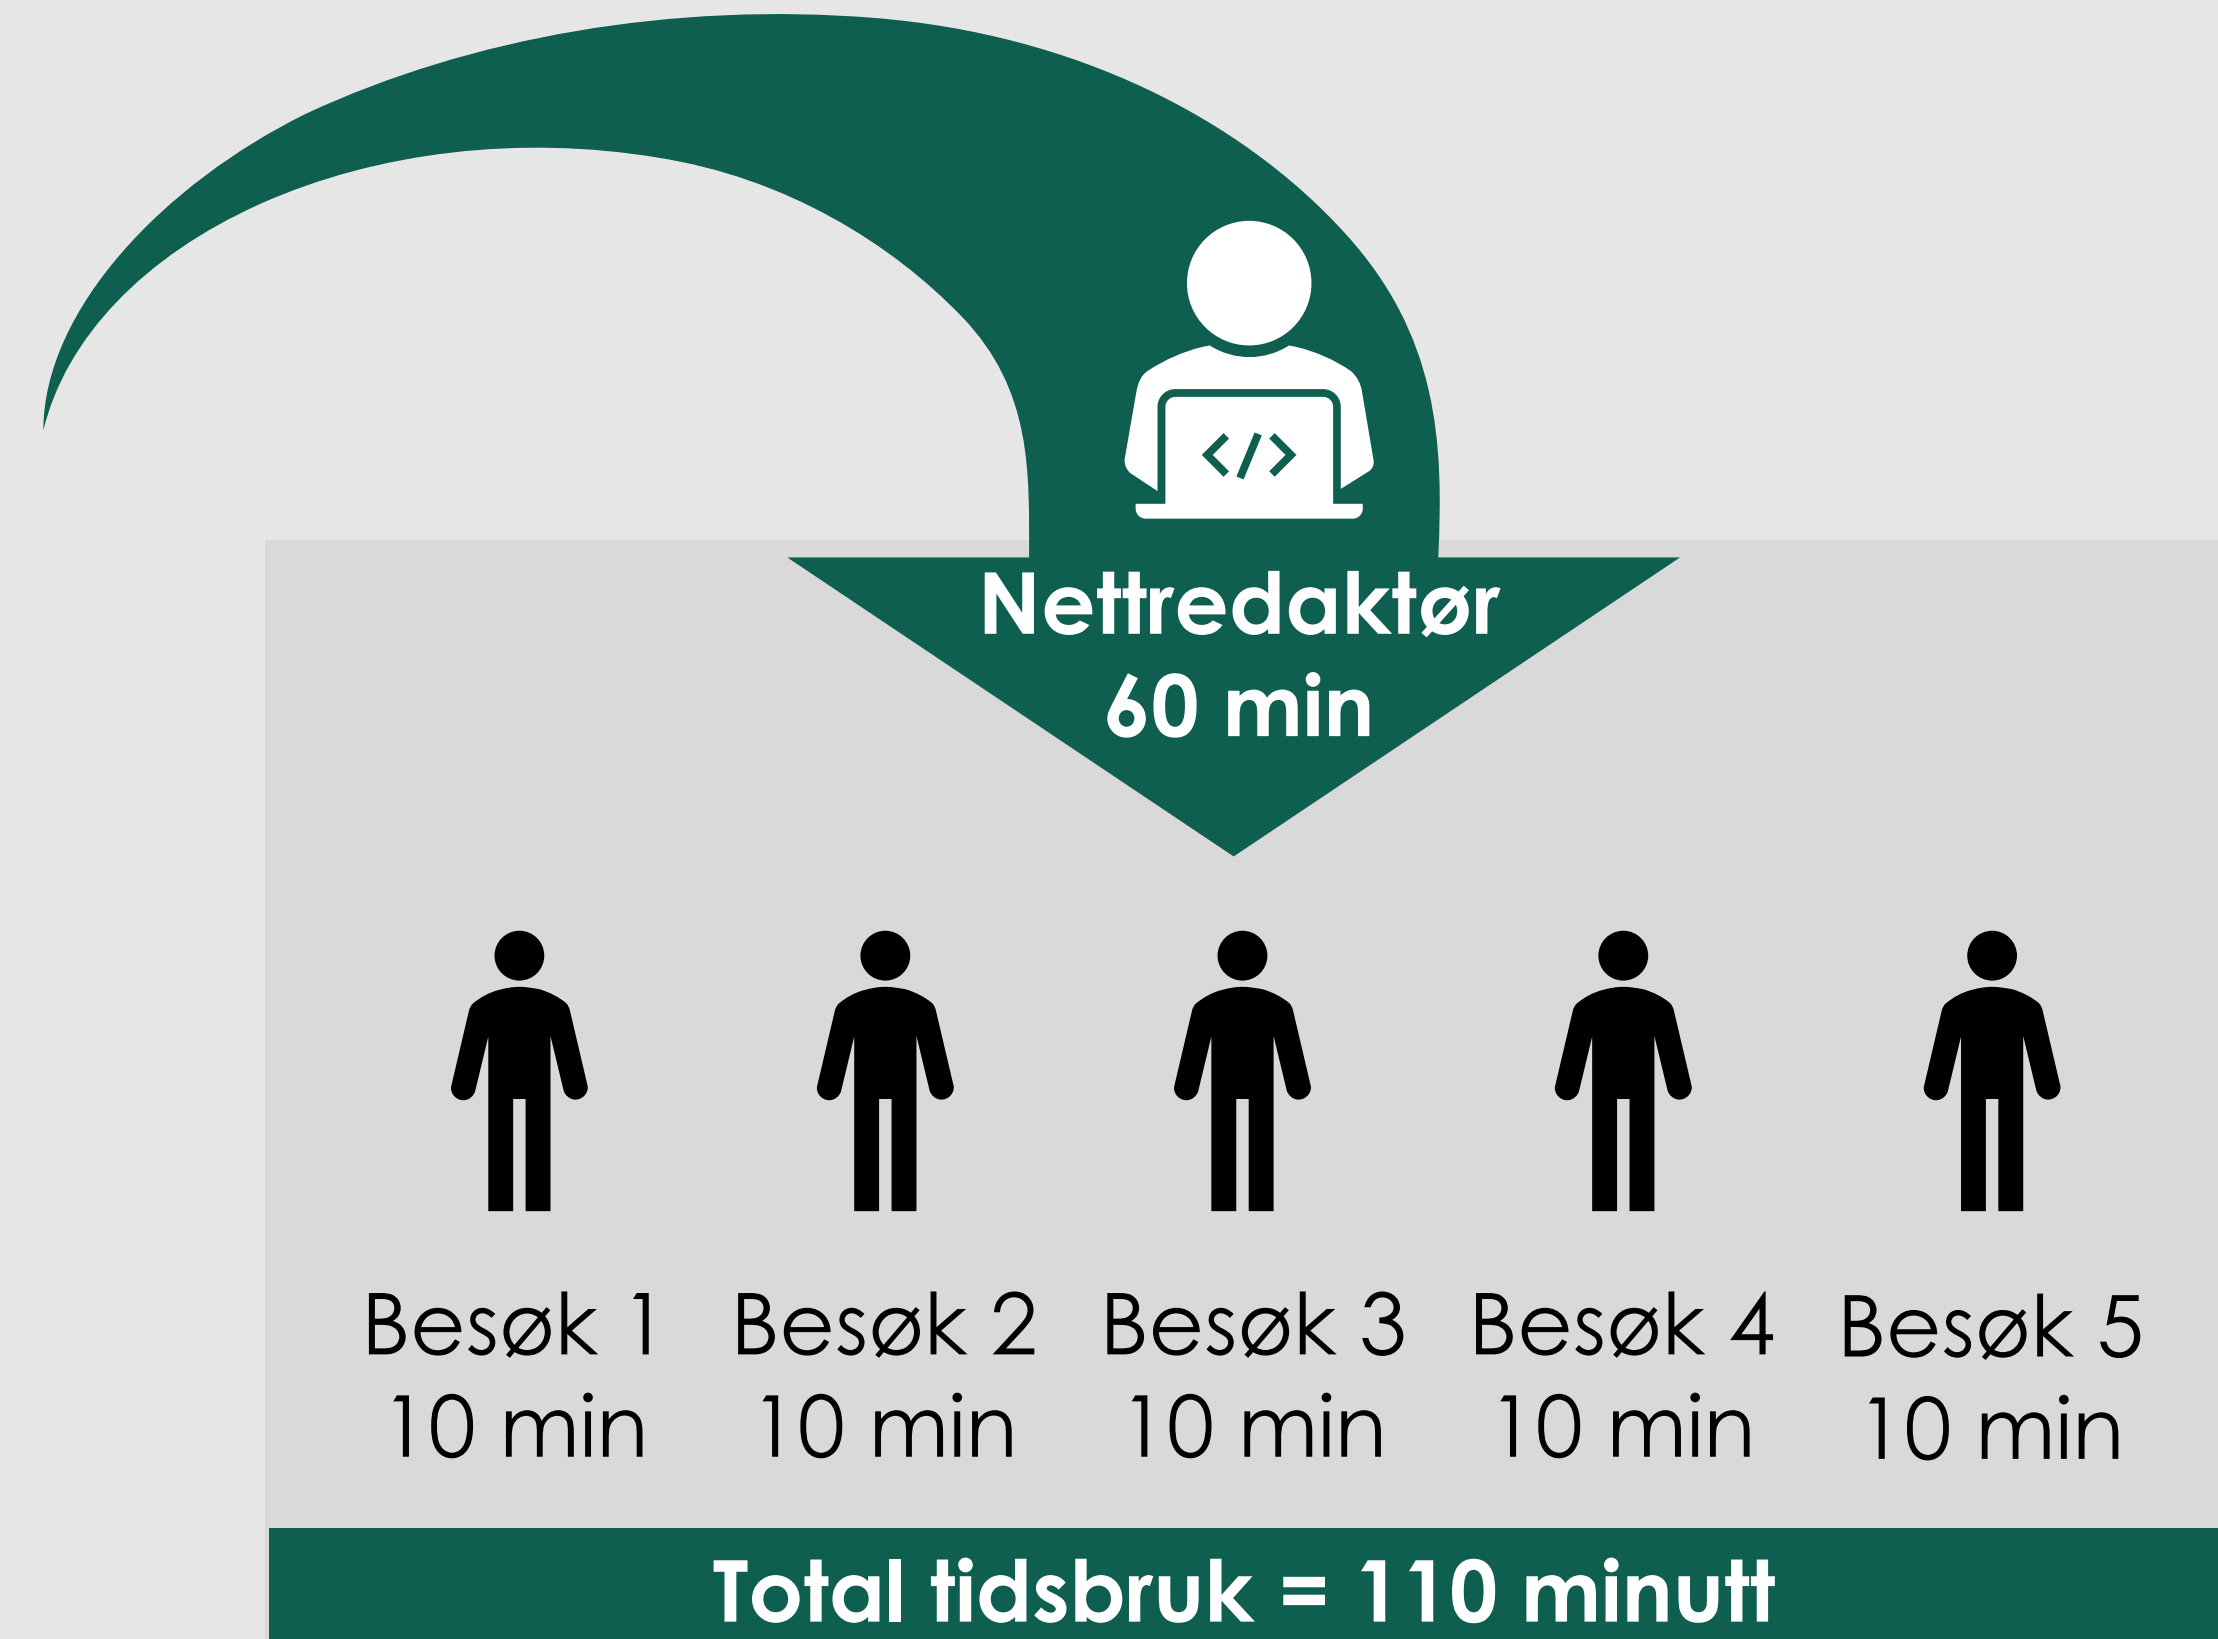 </>
Nettredaktør
60 min
Besøk 1 Besøk 2 Besøk 3 Besøk 4 Besøk 5
10 min 10 min 10 min 10 min 10 min
Total tidsbruk = 110 minutt